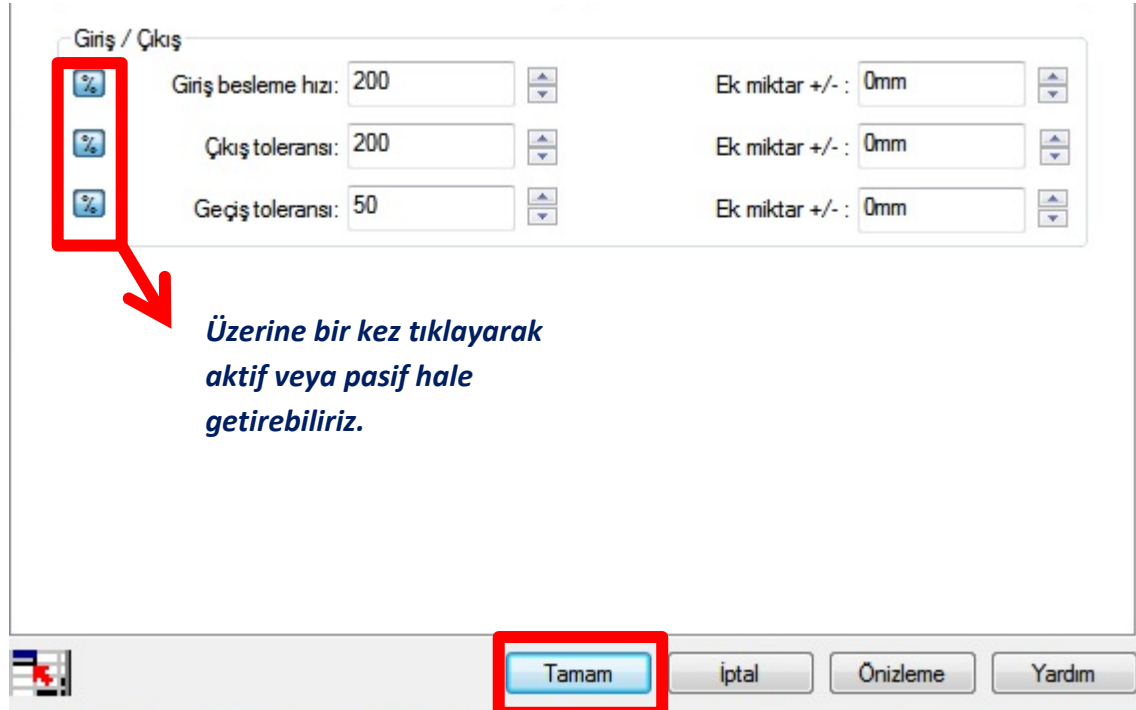 Giriş / Çıkış
% Giriş besleme hızı: 200 Ek miktar +/- : 0mm
% Çıkış toleransı: 200 Ek miktar +/- : 0mm
% Geçiş toleransı: 50 Ek miktar +/- : 0mm
Üzerine bir kez tıklayarak
aktif veya pasif hale
getirebiliriz.
Tamam İptal Önizleme Yardım